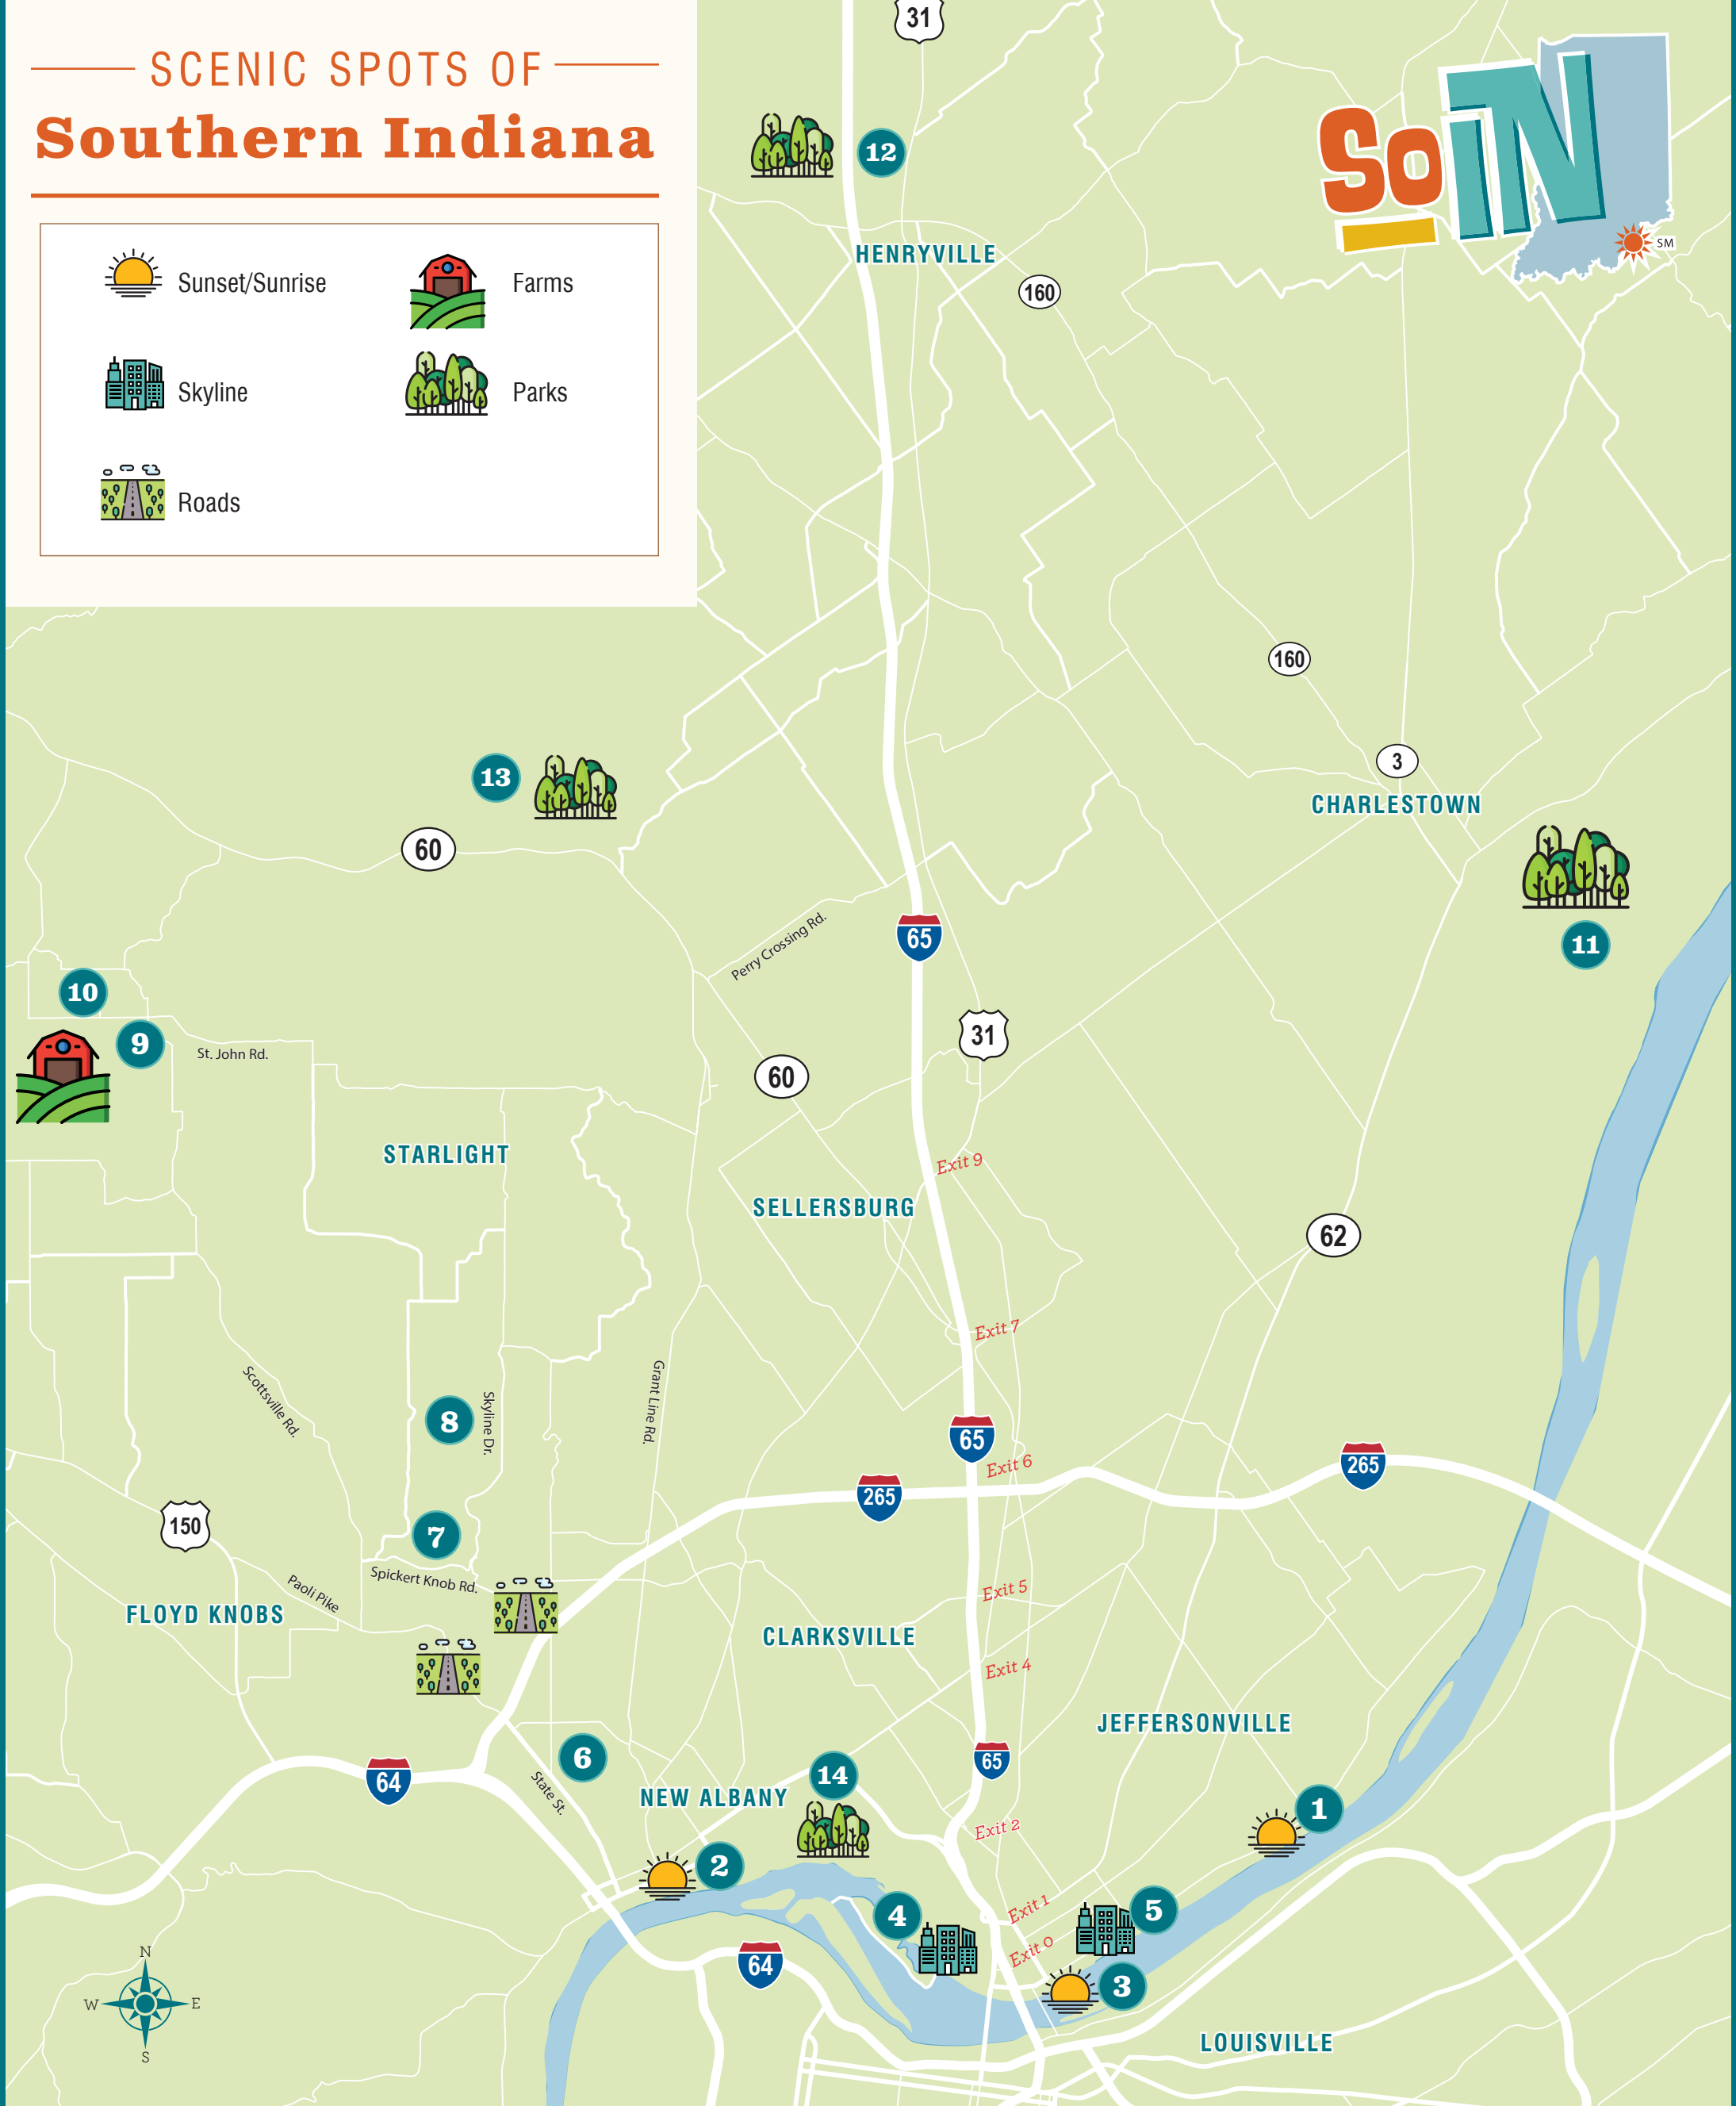 SCENIC SPOTS OF
Southern Indiana
Sunset/Sunrise
Farms
Skyline
Parks
Roads
31
SoIN
SM
12
HENRYVILLE
160
160
3
CHARLESTOWN
13
60
11
Perry Crossing Rd.
65
10
9
St. John Rd.
31
60
STARLIGHT
Exit 9
SELLERSBURG
62
Exit 7
Scottsville Rd.
8
Skyline Dr.
Grant Line Rd.
65
Exit 6
265
265
150
7
Spickert Knob Rd.
Paoli Pike
Exit 5
FLOYD KNOBS
CLARKSVILLE
Exit 4
JEFFERSONVILLE
6
65
64
State St.
14
NEW ALBANY
Exit 2
1
2
4
Exit 1
5
Exit 0
64
3
N
W
E
S
LOUISVILLE